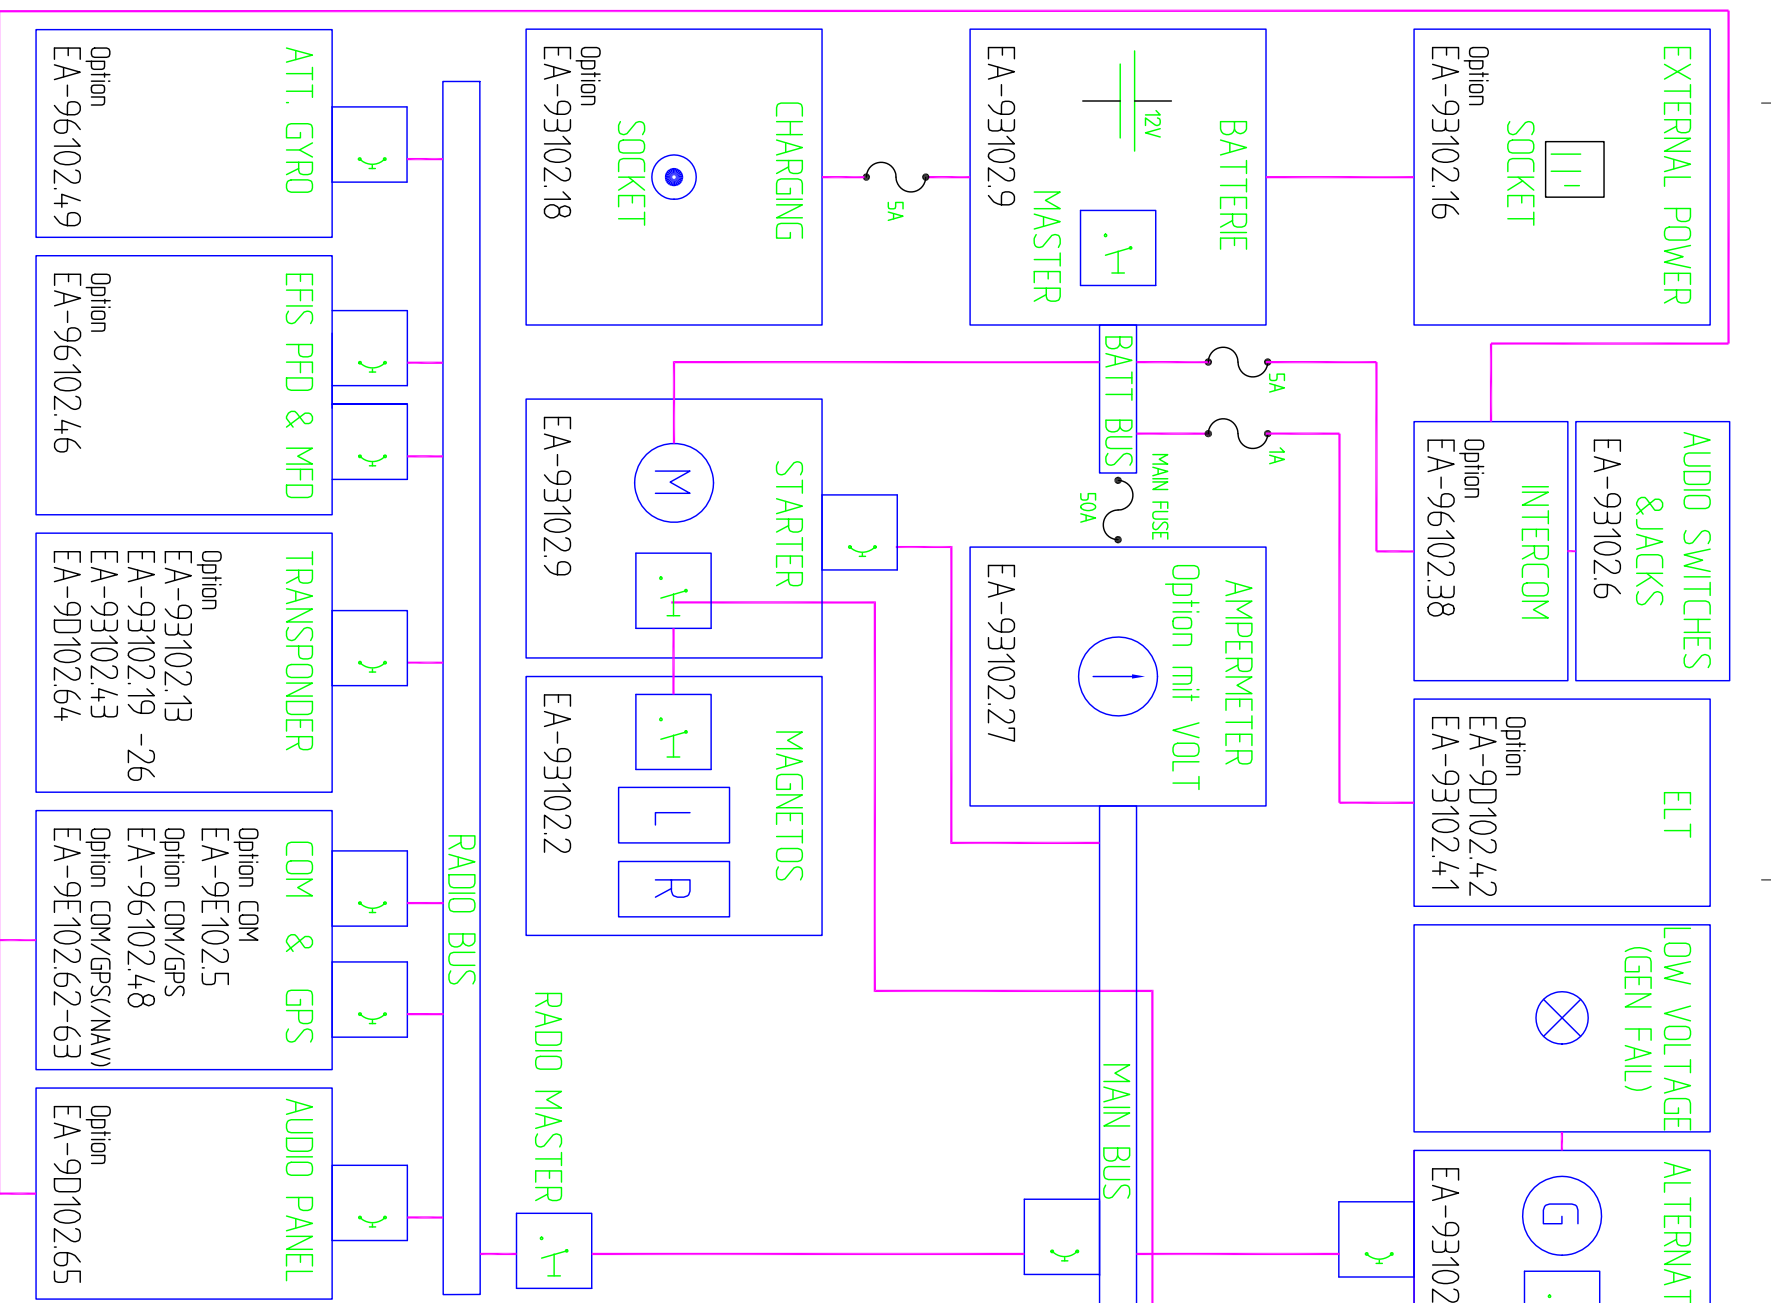 EXTERNAL POWER
SOCKET
Option
EA-93102.16
AUDIO SWITCHES
&JACKS
EA-93102.6
INTERCOM
Option
EA-96102.38
ELT
Option
EA-9D102.42
EA-93102.41
LOW VOLTAGE
(GEN FAIL)
ALTERNAT
G
EA-93102
BATTERIE
12V
MASTER
EA-93102.9
BATT BUS
5A
1A
MAIN FUSE
50A
AMPERMETER
Option mit VOLT
EA-93102.27
MAIN BUS
CHARGING
SOCKET
Option
EA-93102.18
5A
STARTER
M
EA-93102.9
MAGNETOS
L
R
EA-93102.2
RADIO MASTER
RADIO BUS
ATT. GYRO
Option
EA-96102.49
EFIS PFD & MFD
Option
EA-96102.46
TRANSPONDER
Option
EA-93102.13
EA-93102.19 -26
EA-93102.43
EA-9D102.64
COM & GPS
Option COM
EA-9E102.5
Option COM/GPS
EA-96102.48
Option COM/GPS(/NAV)
EA-9E102.62-63
AUDIO PANEL
Option
EA-9D102.65